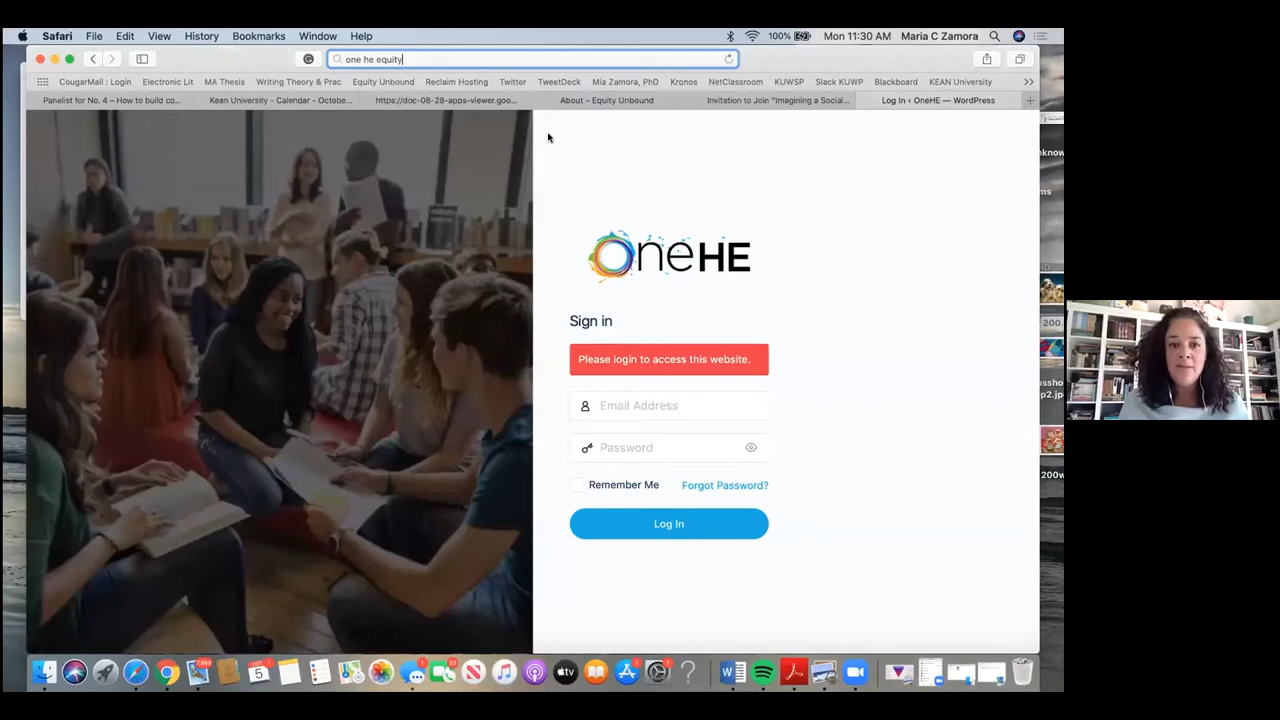 Safari File Edit View History Bookmarks Window Help 100% Mon 11:30 AM Maria C Zamora
one he equity
CougarMail : Login Electronic Lit MA Thesis Writing Theory & Prac Equity Unbound Reclaim Hosting Twitter TweetDeck Mia Zamora, PhD Kronos NetClassroom KUWSP Slack KUWP Blackboard KEAN University
Panelist for No. 4 – How to build co... Kean University - Calendar - Octobe... https://doc-08-28-apps-viewer.goo... About – Equity Unbound Invitation to Join "Imagining a Social... Log In ‹ OneHE — WordPress
OneHE
Sign in
Please login to access this website.
Email Address
Password
Remember Me Forgot Password?
Log In